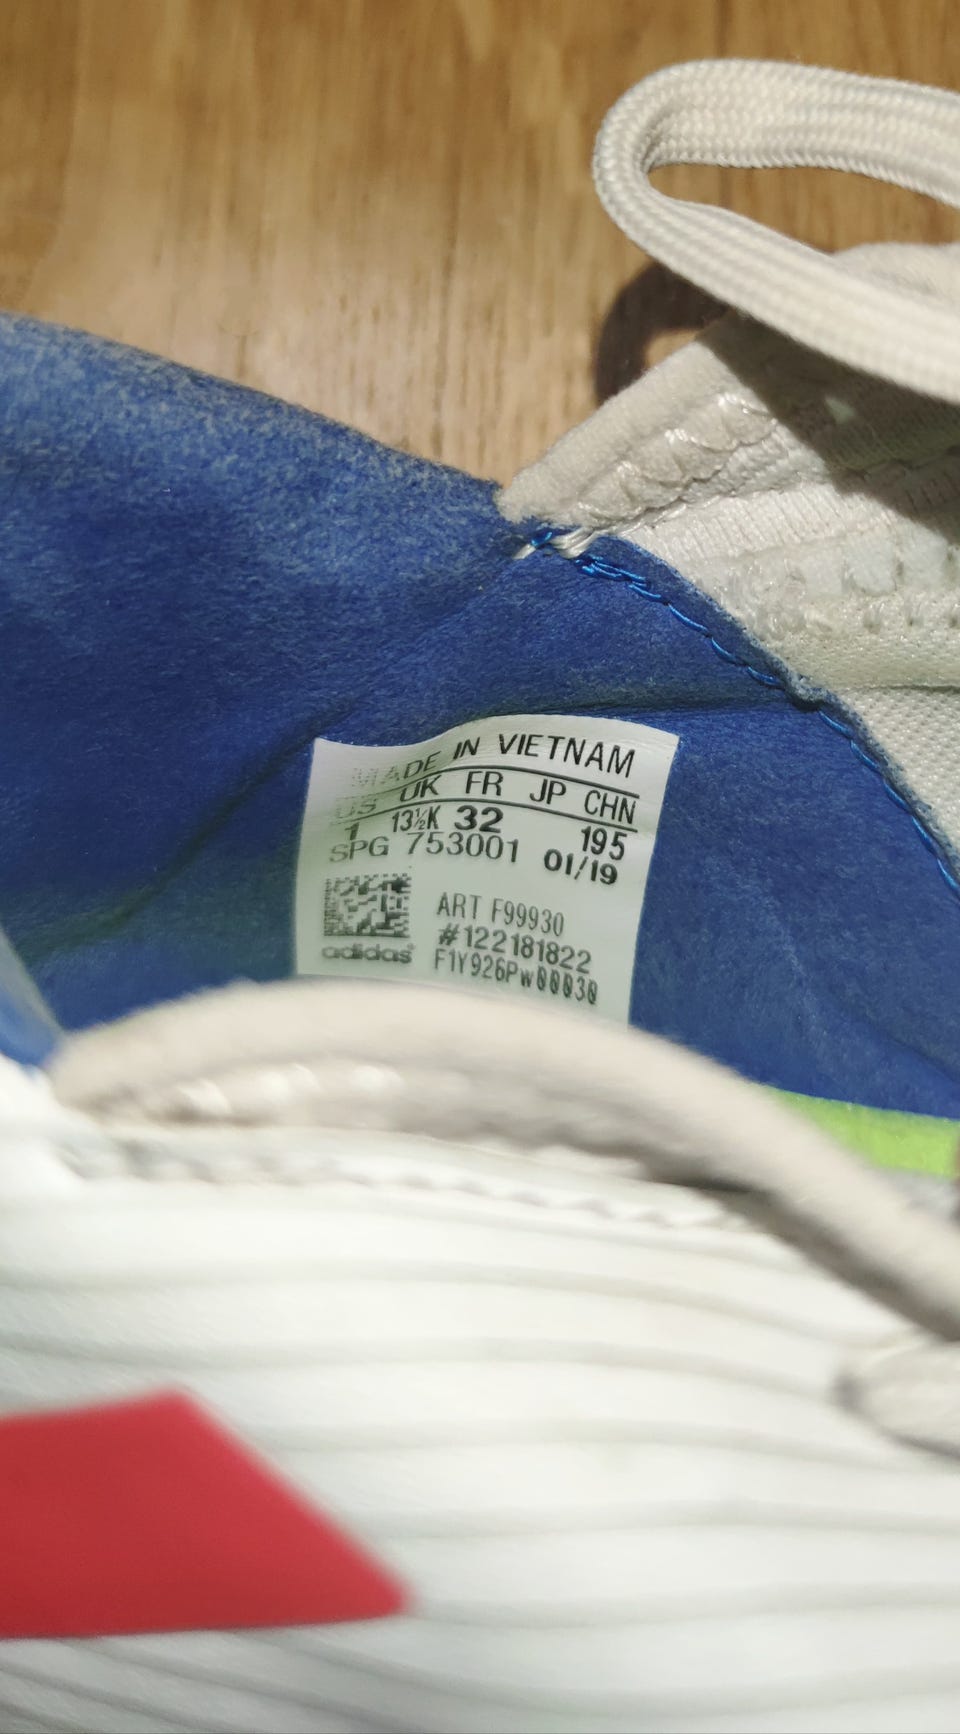 MADE IN VIETNAM
US UK FR JP CHN
1 13½K 32 195
SPG 753001 01/19
ART F99930
#122181822
F1Y926Pw00030
adidas